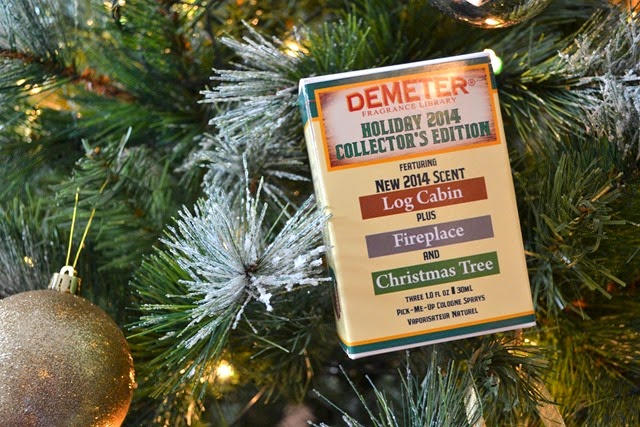 DEMETER®
FRAGRANCE LIBRARY
HOLIDAY 2014
COLLECTOR'S EDITION
FEATURING
NEW 2014 SCENT
Log Cabin
PLUS
Fireplace
AND
Christmas Tree
THREE 1.0 FL OZ | 30ML
PICK-ME-UP COLOGNE SPRAYS
VAPORISATEUR NATUREL